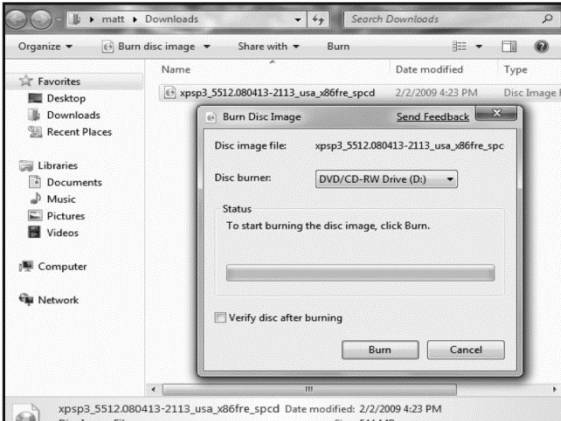 matt ▸ Downloads
Search Downloads
Organize
Burn disc image
Share with
Burn
Name
Date modified
Type
Favorites
Desktop
Downloads
Recent Places
Libraries
Documents
Music
Pictures
Videos
Computer
Network
xpsp3_5512.080413-2113_usa_x86fre_spcd
2/2/2009 4:23 PM
Disc Image
Burn Disc Image
Send Feedback
Disc image file:
xpsp3_5512.080413-2113_usa_x86fre_spc
Disc burner:
DVD/CD-RW Drive (D:)
Status
To start burning the disc image, click Burn.
Verify disc after burning
Burn
Cancel
xpsp3_5512.080413-2113_usa_x86fre_spcd Date modified: 2/2/2009 4:23 PM